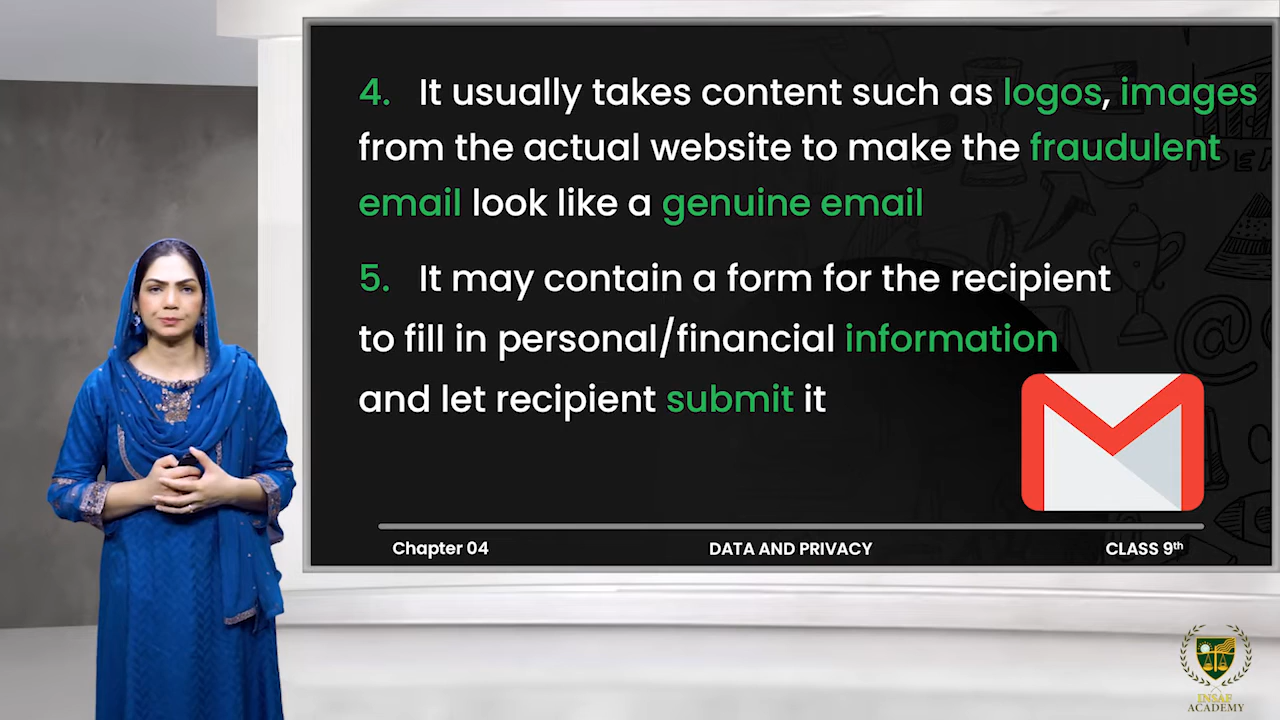 4. It usually takes content such as logos, images
from the actual website to make the fraudulent
email look like a genuine email
5. It may contain a form for the recipient
to fill in personal/financial information
and let recipient submit it
Chapter 04
DATA AND PRIVACY
CLASS 9th
INSAF
ACADEMY